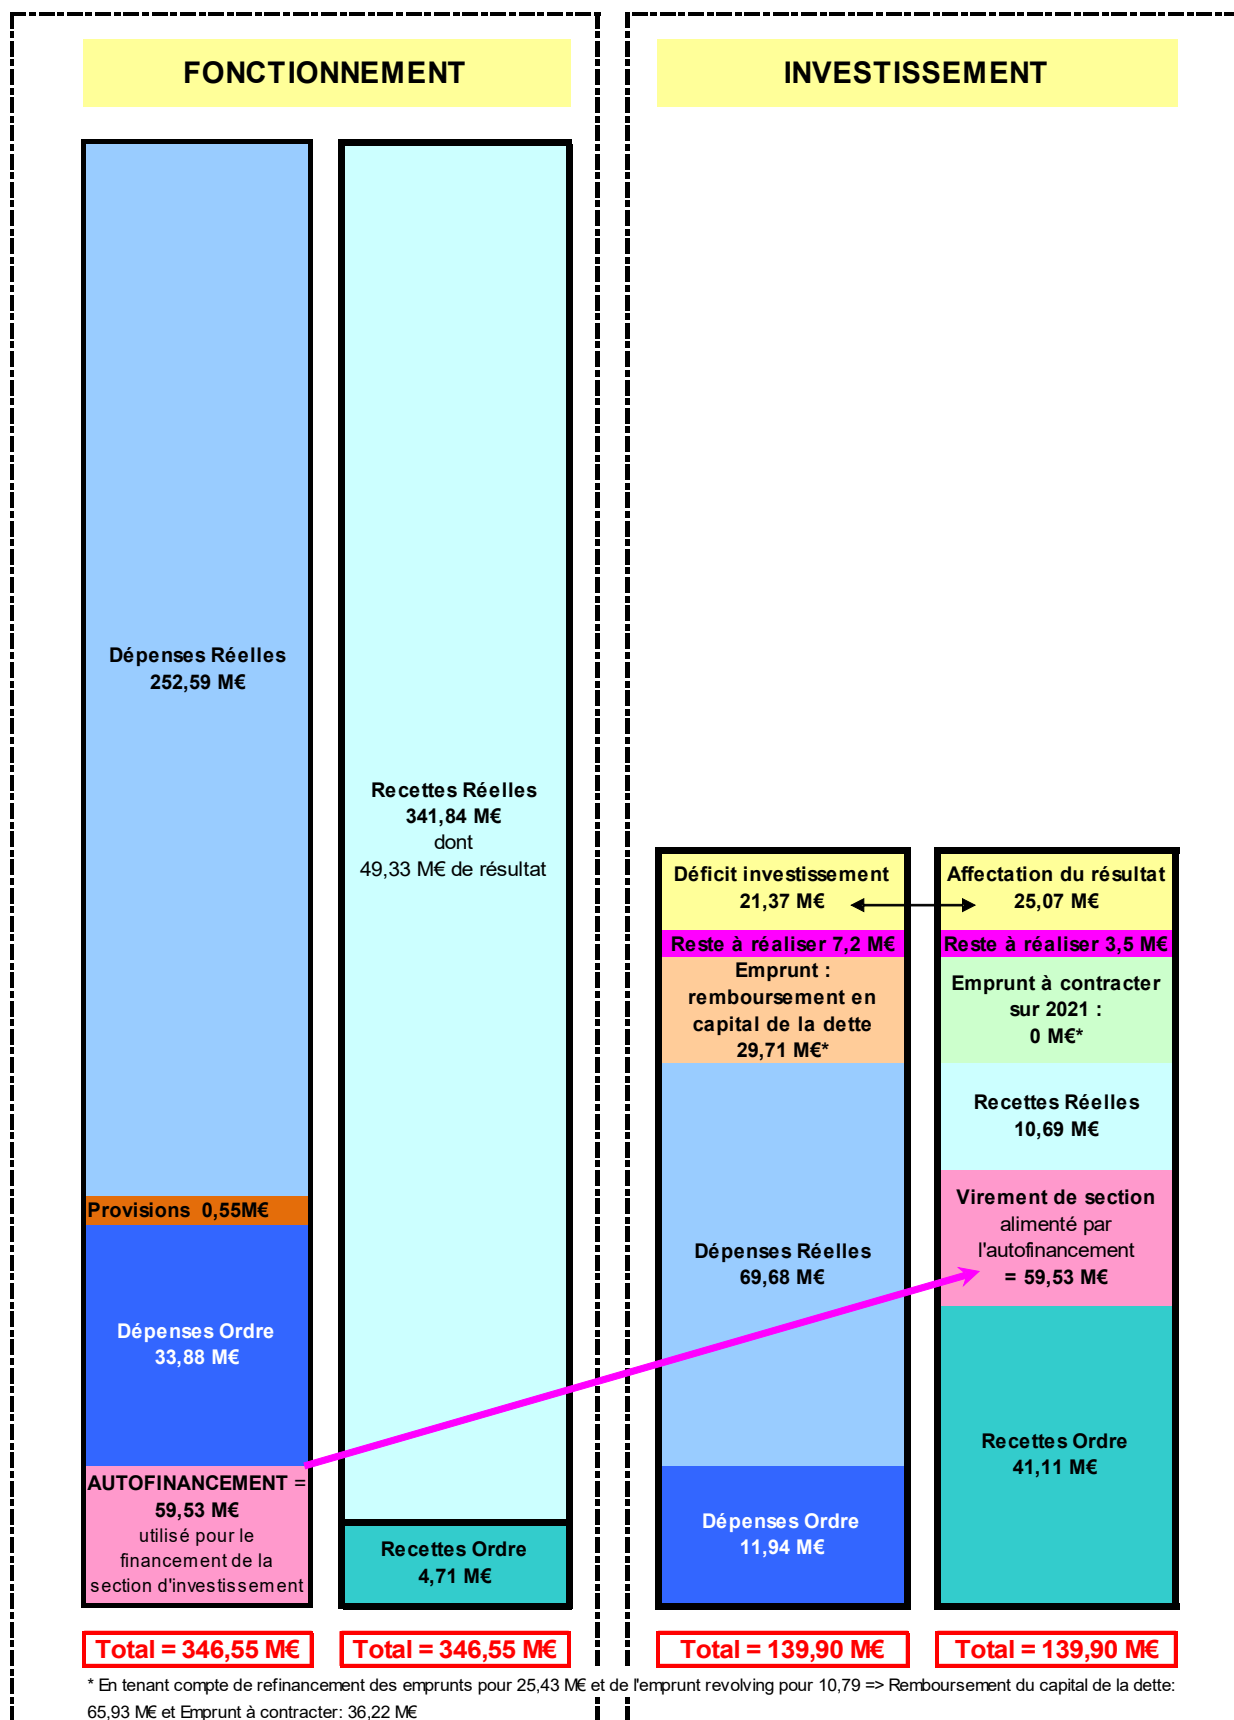 FONCTIONNEMENT
Dépenses Réelles
252,59 M€
Provisions 0,55M€
Dépenses Ordre
33,88 M€
AUTOFINANCEMENT =
59,53 M€
utilisé pour le
financement de la
section d'investissement
Total = 346,55 M€
Recettes Réelles
341,84 M€
dont
49,33 M€ de résultat
Recettes Ordre
4,71 M€
Total = 346,55 M€
INVESTISSEMENT
Déficit investissement
21,37 M€
Reste à réaliser 7,2 M€
Emprunt :
remboursement en
capital de la dette
29,71 M€*
Dépenses Réelles
69,68 M€
Dépenses Ordre
11,94 M€
Total = 139,90 M€
Affectation du résultat
25,07 M€
Reste à réaliser 3,5 M€
Emprunt à contracter
sur 2021 :
0 M€*
Recettes Réelles
10,69 M€
Virement de section
alimenté par
l'autofinancement
= 59,53 M€
Recettes Ordre
41,11 M€
Total = 139,90 M€
* En tenant compte de refinancement des emprunts pour 25,43 M€ et de l'emprunt revolving pour 10,79 => Remboursement du capital de la dette:
65,93 M€ et Emprunt à contracter: 36,22 M€